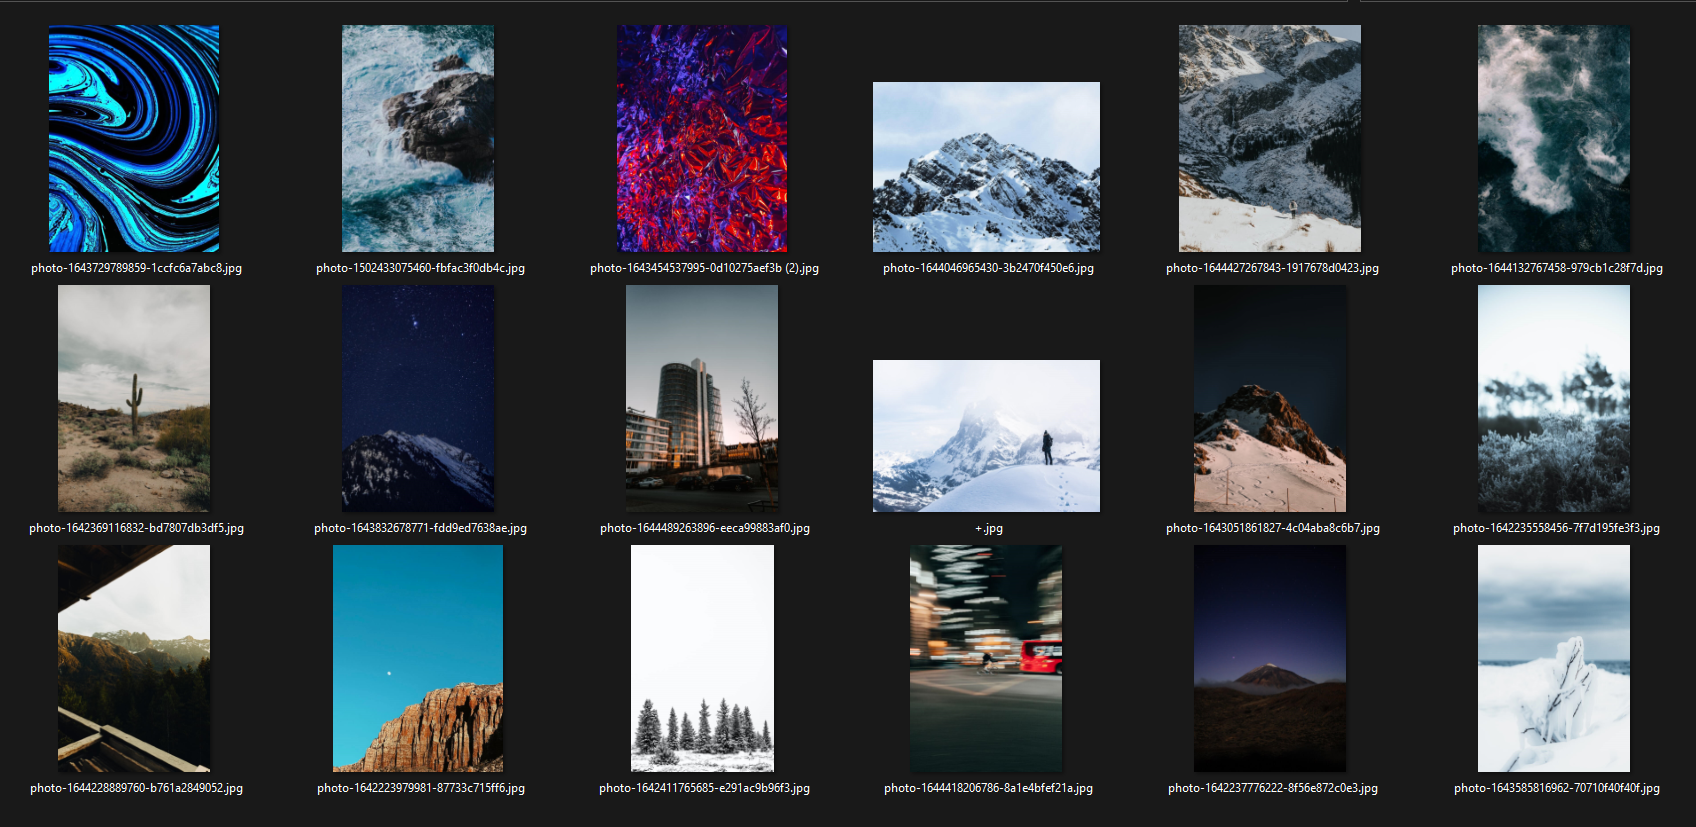 photo-1643729789859-1ccfc6a7abc8.jpg
photo-1502433075460-fbfac3f0db4c.jpg
photo-1643454537995-0d10275aef3b (2).jpg
photo-1644046965430-3b2470f450e6.jpg
photo-1644427267843-1917678d0423.jpg
photo-1644132767458-979cb1c28f7d.jpg
photo-1642369116832-bd7807db3df5.jpg
photo-1643832678771-fdd9ed7638ae.jpg
photo-1644489263896-eeca99883af0.jpg
+.jpg
photo-1643051861827-4c04aba8c6b7.jpg
photo-1642235558456-7f7d195fe3f3.jpg
photo-1644228889760-b761a2849052.jpg
photo-1642223979981-87733c715ff6.jpg
photo-1642411765685-e291ac9b96f3.jpg
photo-1644418206786-8a1e4bfef21a.jpg
photo-1642237776222-8f56e872c0e3.jpg
photo-1643585816962-70710f40f40f.jpg